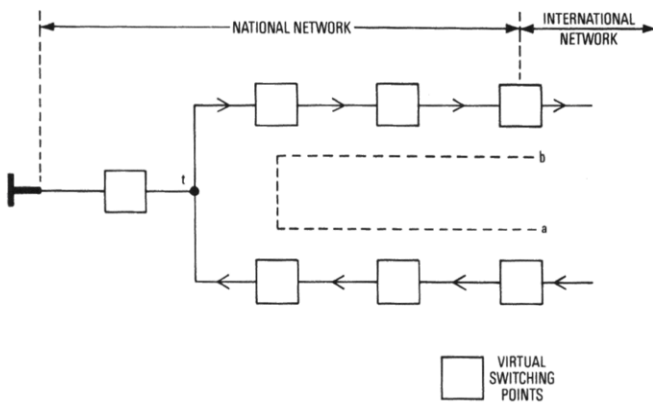 NATIONAL NETWORK
INTERNATIONAL
NETWORK
t
b
a
VIRTUAL
SWITCHING
POINTS